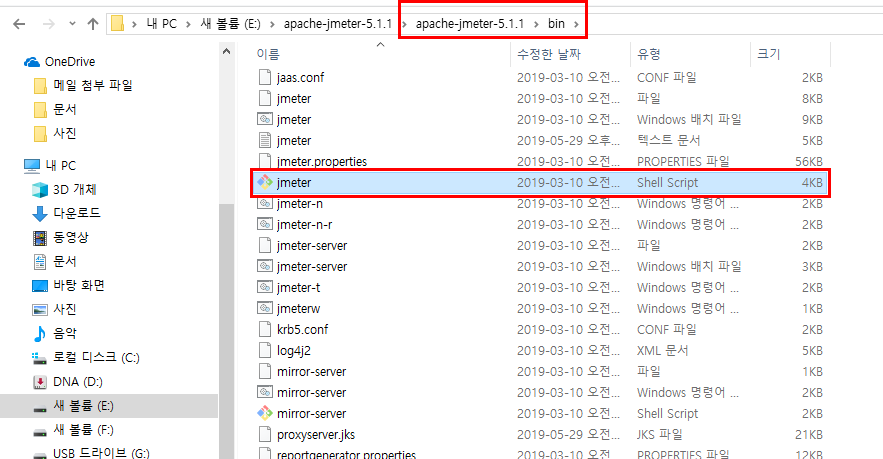 내 PC 새 볼륨 (E:) apache-jmeter-5.1.1 apache-jmeter-5.1.1 bin
OneDrive
메일 첨부 파일
문서
사진
내 PC
3D 개체
다운로드
동영상
문서
바탕 화면
사진
음악
로컬 디스크 (C:)
DNA (D:)
새 볼륨 (E:)
새 볼륨 (F:)
USB 드라이브 (G:)
이름 수정한 날짜 유형 크기
jaas.conf 2019-03-10 오전... CONF 파일 2KB
jmeter 2019-03-10 오전... 파일 8KB
jmeter 2019-03-10 오전... Windows 배치 파일 9KB
jmeter 2019-05-29 오후... 텍스트 문서 5KB
jmeter.properties 2019-03-10 오전... PROPERTIES 파일 56KB
jmeter 2019-03-10 오전... Shell Script 4KB
jmeter-n 2019-03-10 오전... Windows 명령어 ... 2KB
jmeter-n-r 2019-03-10 오전... Windows 명령어 ... 2KB
jmeter-server 2019-03-10 오전... 파일 2KB
jmeter-server 2019-03-10 오전... Windows 배치 파일 3KB
jmeter-t 2019-03-10 오전... Windows 명령어 ... 2KB
jmeterw 2019-03-10 오전... Windows 명령어 ... 1KB
krb5.conf 2019-03-10 오전... CONF 파일 2KB
log4j2 2019-03-10 오전... XML 문서 5KB
mirror-server 2019-03-10 오전... 파일 1KB
mirror-server 2019-03-10 오전... Windows 명령어 ... 2KB
mirror-server 2019-03-10 오전... Shell Script 2KB
proxyserver.jks 2019-05-29 오전... JKS 파일 21KB
reportgenerator.properties 2019-03-10 오전... PROPERTIES 파일 12KB